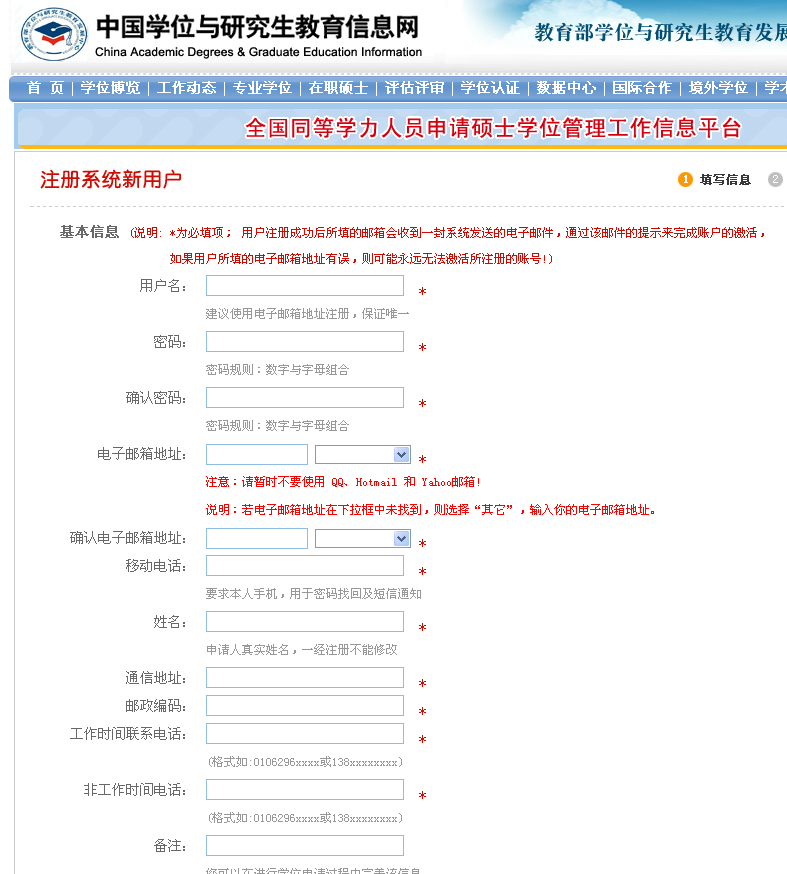 中国学位与研究生教育信息网
China Academic Degrees & Graduate Education Information
教育部学位与研究生教育发展
首 页 | 学位博览 | 工作动态 | 专业学位 | 在职硕士 | 评估评审 | 学位认证 | 数据中心 | 国际合作 | 境外学位 | 学
全国同等学力人员申请硕士学位管理工作信息平台
注册系统新用户
1 填写信息 2
基本信息 (说明: *为必填项； 用户注册成功后所填的邮箱会收到一封系统发送的电子邮件，通过该邮件的提示来完成账户的激活，
如果用户所填的电子邮箱地址有误，则可能永远无法激活所注册的账号!)
用户名： *
建议使用电子邮箱地址注册，保证唯一
密码： *
密码规则：数字与字母组合
确认密码： *
密码规则：数字与字母组合
电子邮箱地址： *
注意：请暂时不要使用 QQ、Hotmail 和 Yahoo邮箱!
说明：若电子邮箱地址在下拉框中未找到，则选择“其它”，输入你的电子邮箱地址。
确认电子邮箱地址： *
移动电话： *
要求本人手机，用于密码找回及短信通知
姓名： *
申请人真实姓名，一经注册不能修改
通信地址： *
邮政编码： *
工作时间联系电话： *
(格式如:0106296xxxx或138xxxxxxxx)
非工作时间电话： *
(格式如:0106296xxxx或138xxxxxxxx)
备注：
您可以在进行学位申请过程中完善该信息